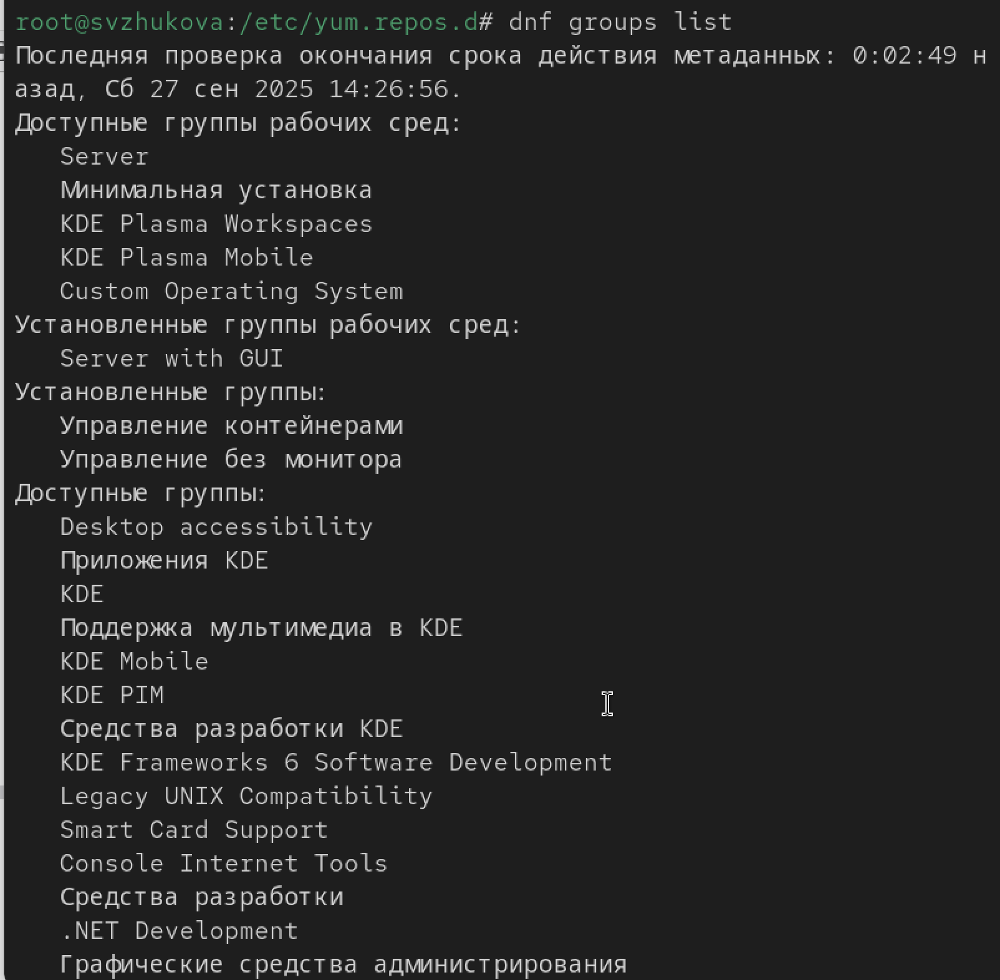 root@svzhukova:/etc/yum.repos.d# dnf groups list
Последняя проверка окончания срока действия метаданных: 0:02:49 н
азад, Сб 27 сен 2025 14:26:56.
Доступные группы рабочих сред:
Server
Минимальная установка
KDE Plasma Workspaces
KDE Plasma Mobile
Custom Operating System
Установленные группы рабочих сред:
Server with GUI
Установленные группы:
Управление контейнерами
Управление без монитора
Доступные группы:
Desktop accessibility
Приложения KDE
KDE
Поддержка мультимедиа в KDE
KDE Mobile
KDE PIM
Средства разработки KDE
KDE Frameworks 6 Software Development
Legacy UNIX Compatibility
Smart Card Support
Console Internet Tools
Средства разработки
.NET Development
Графические средства администрирования